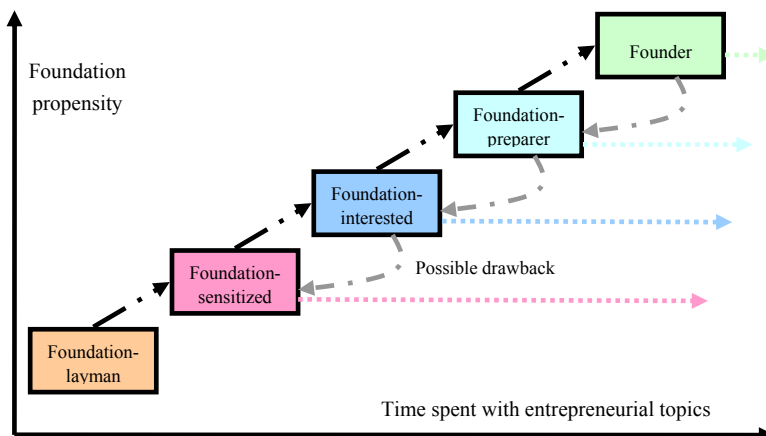 Foundation
propensity
Founder
Foundation-
preparer
Foundation-
interested
Foundation-
sensitized
Possible drawback
Foundation-
layman
Time spent with entrepreneurial topics